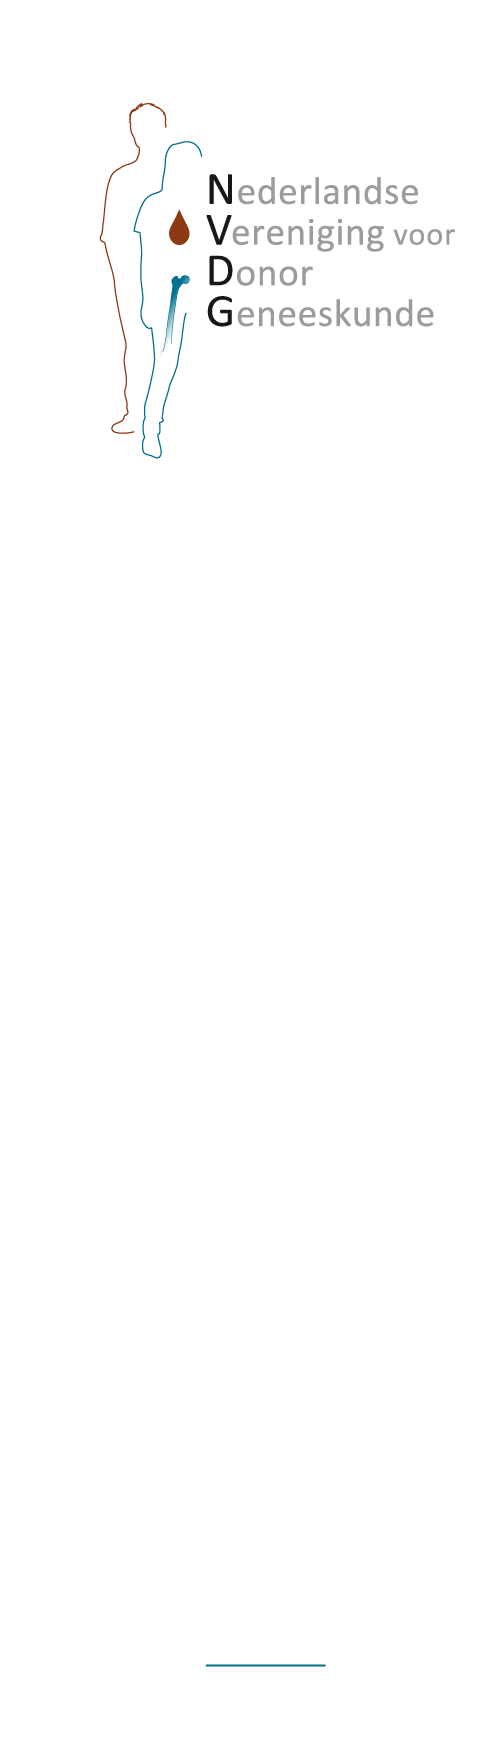 Nederlandse
Vereniging voor
Donor
Geneeskunde